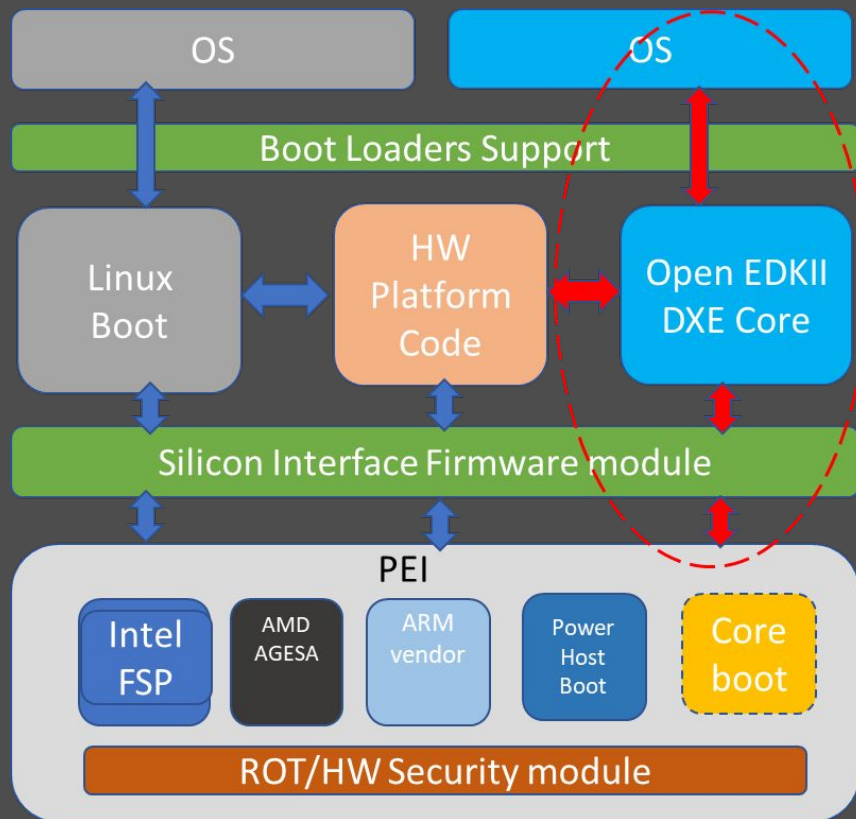 OS
OS
Boot Loaders Support
Linux
Boot
HW
Platform
Code
Open EDKII
DXE Core
Silicon Interface Firmware module
PEI
Intel
FSP
AMD
AGESA
ARM
vendor
Power
Host
Boot
Core
boot
ROT/HW Security module